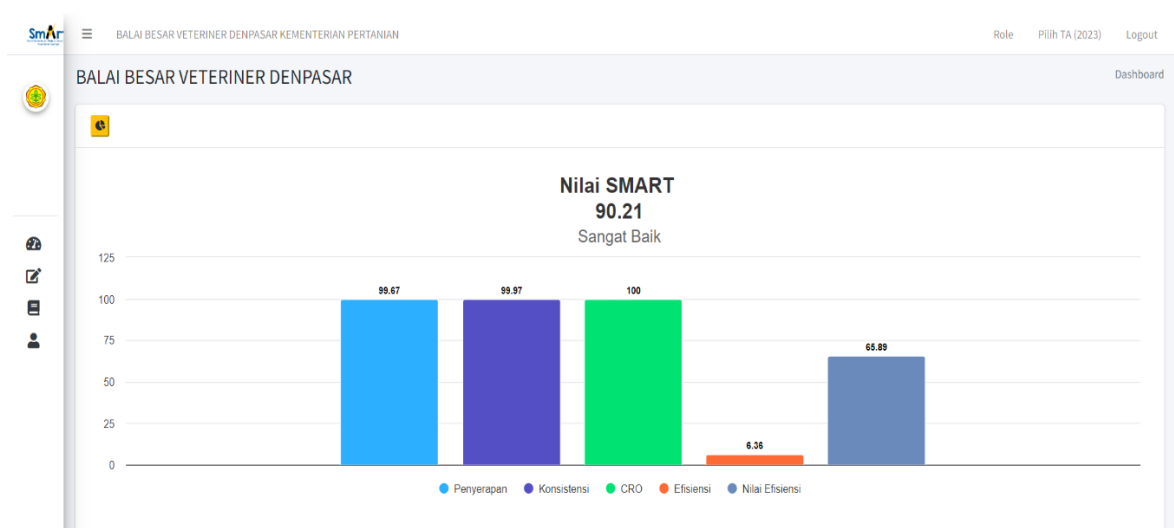 SmAr
BALAI BESAR VETERINER DENPASAR KEMENTERIAN PERTANIAN
Role Pilih TA (2023) Logout
BALAI BESAR VETERINER DENPASAR
Dashboard
Nilai SMART
90.21
Sangat Baik
125
100
75
50
25
0
99.67
99.97
100
6.36
65.89
Penyerapan
Konsistensi
CRO
Efisiensi
Nilai Efisiensi